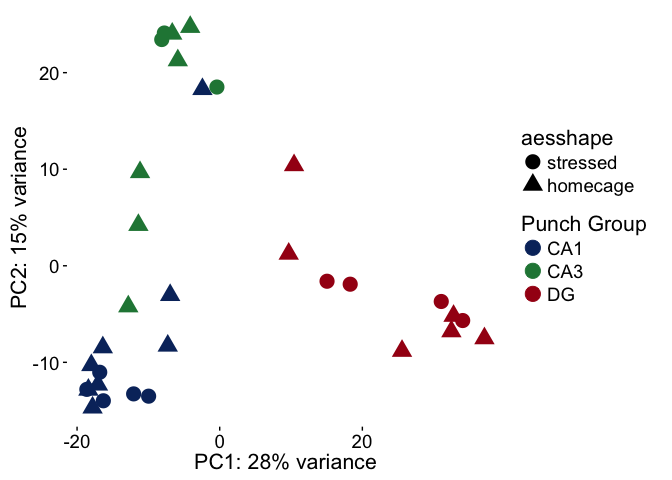 20
10
0
-10
PC2: 15% variance
-20 0 20
PC1: 28% variance
aesshape
stressed
homecage
Punch Group
CA1
CA3
DG